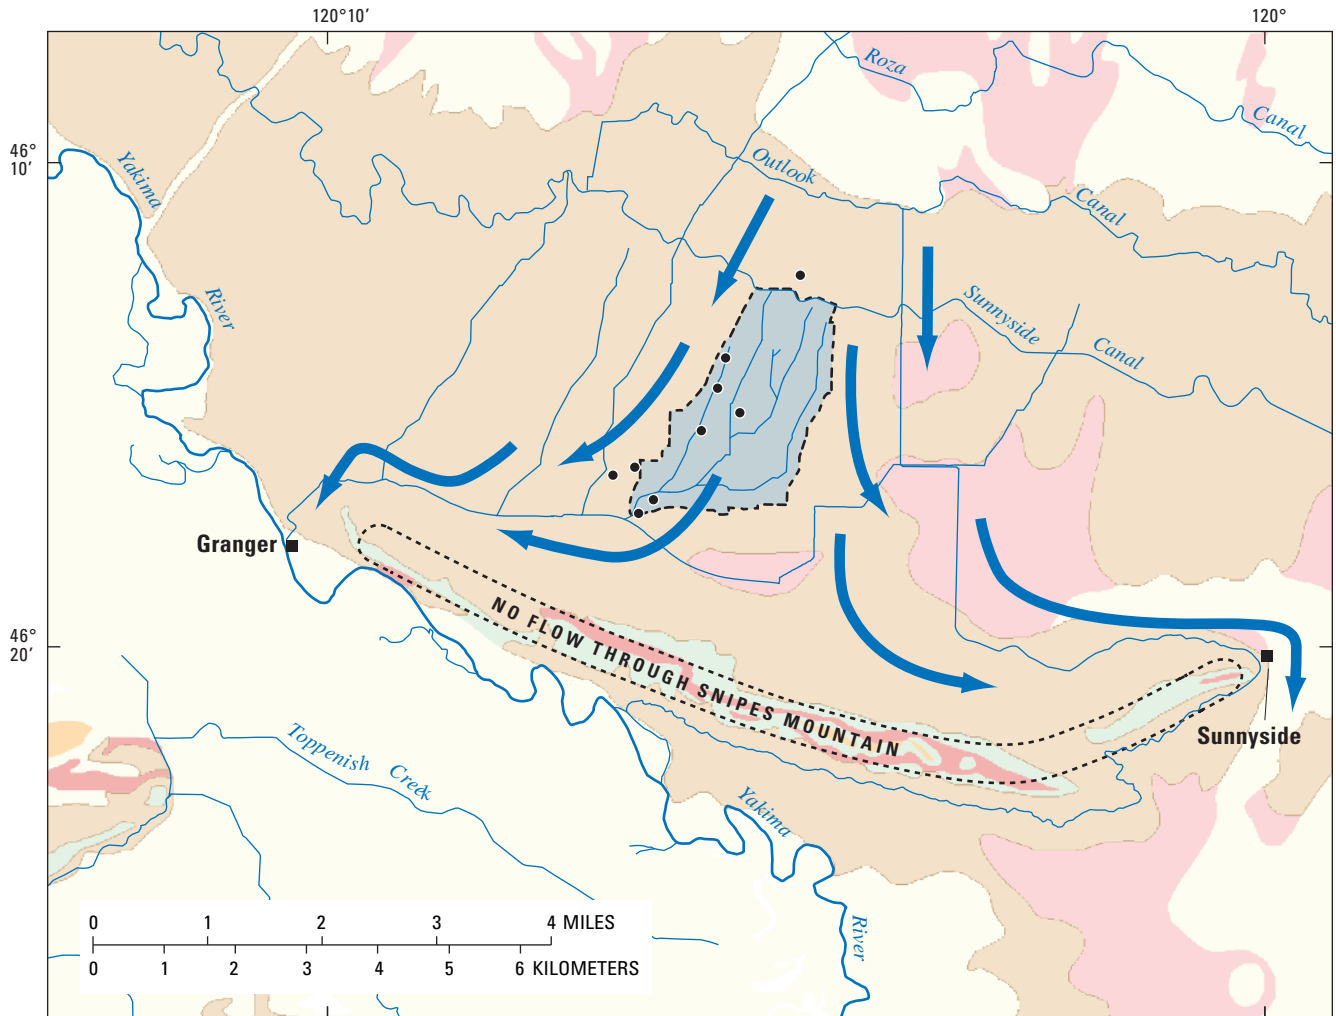 120°10′
120°
Roza
Canal
46°
10′
Yakima
Outlook
Canal
River
Sunnyside
Canal
Granger
NO FLOW THROUGH SNIPES MOUNTAIN
46°
20′
Sunnyside
Toppenish Creek
Yakima
River
0 1 2 3 4 MILES
0 1 2 3 4 5 6 KILOMETERS